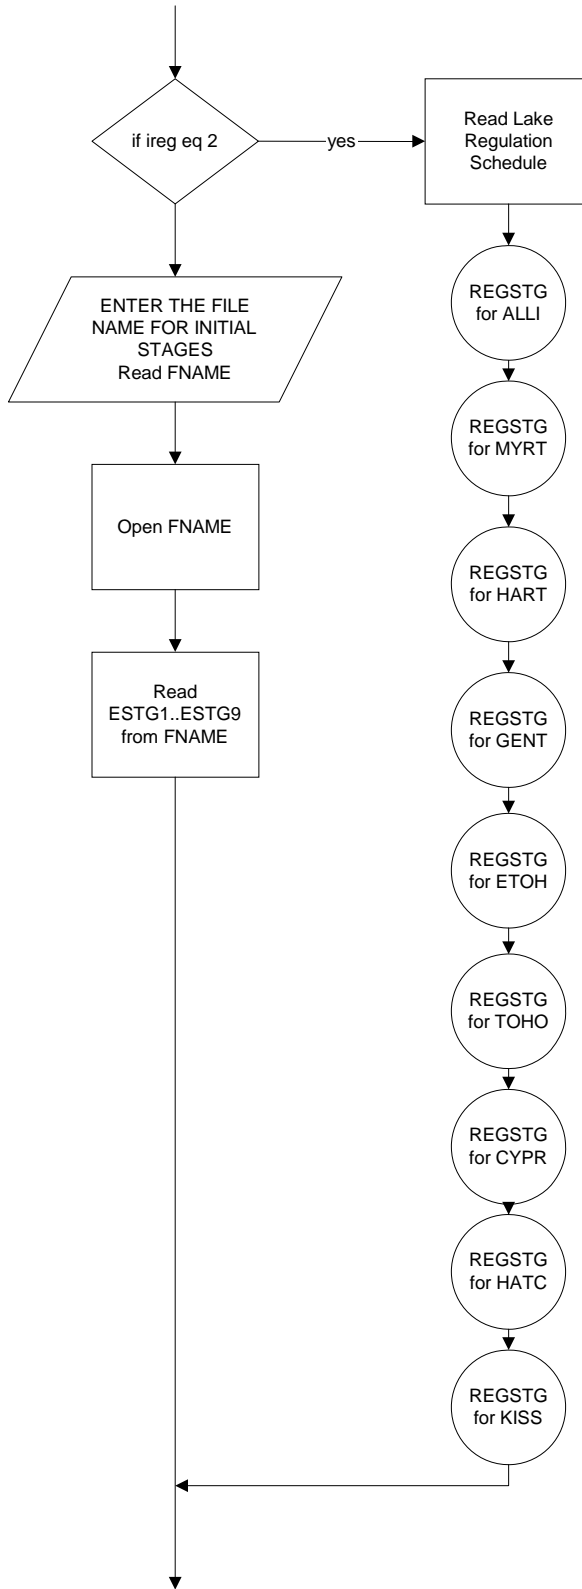 if ireg eq 2
yes
Read Lake
Regulation
Schedule
ENTER THE FILE
NAME FOR INITIAL
STAGES
Read FNAME
Open FNAME
Read
ESTG1..ESTG9
from FNAME
REGSTG
for ALLI
REGSTG
for MYRT
REGSTG
for HART
REGSTG
for GENT
REGSTG
for ETOH
REGSTG
for TOHO
REGSTG
for CYPR
REGSTG
for HATC
REGSTG
for KISS